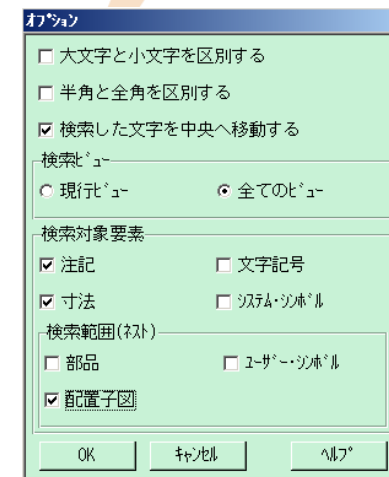 オプション
大文字と小文字を区別する
半角と全角を区別する
検索した文字を中央へ移動する
検索ビュー
現行ビュー 全てのビュー
検索対象要素
注記 文字記号
寸法 システム・シンボル
検索範囲(ネスト)
部品 ユーザー・シンボル
配置子図
OK キャンセル ヘルプ